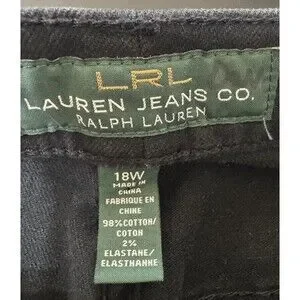 LRL
LAUREN JEANS CO.
RALPH LAUREN
18W
MADE IN
CHINA
FABRIQUE EN
CHINE
98% COTTON/
COTON
2%
ELASTANE/
ELASTHANNE